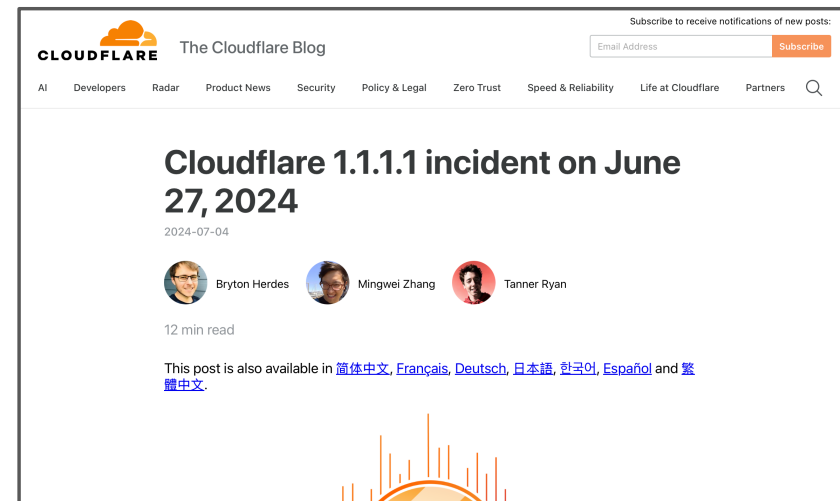 Subscribe to receive notifications of new posts:
CLOUDFLARE
The Cloudflare Blog
Email Address
Subscribe
AI Developers Radar Product News Security Policy & Legal Zero Trust Speed & Reliability Life at Cloudflare Partners
Cloudflare 1.1.1.1 incident on June
27, 2024
2024-07-04
Bryton Herdes Mingwei Zhang Tanner Ryan
12 min read
This post is also available in 简体中文, Français, Deutsch, 日本語, 한국어, Español and 繁
體中文.